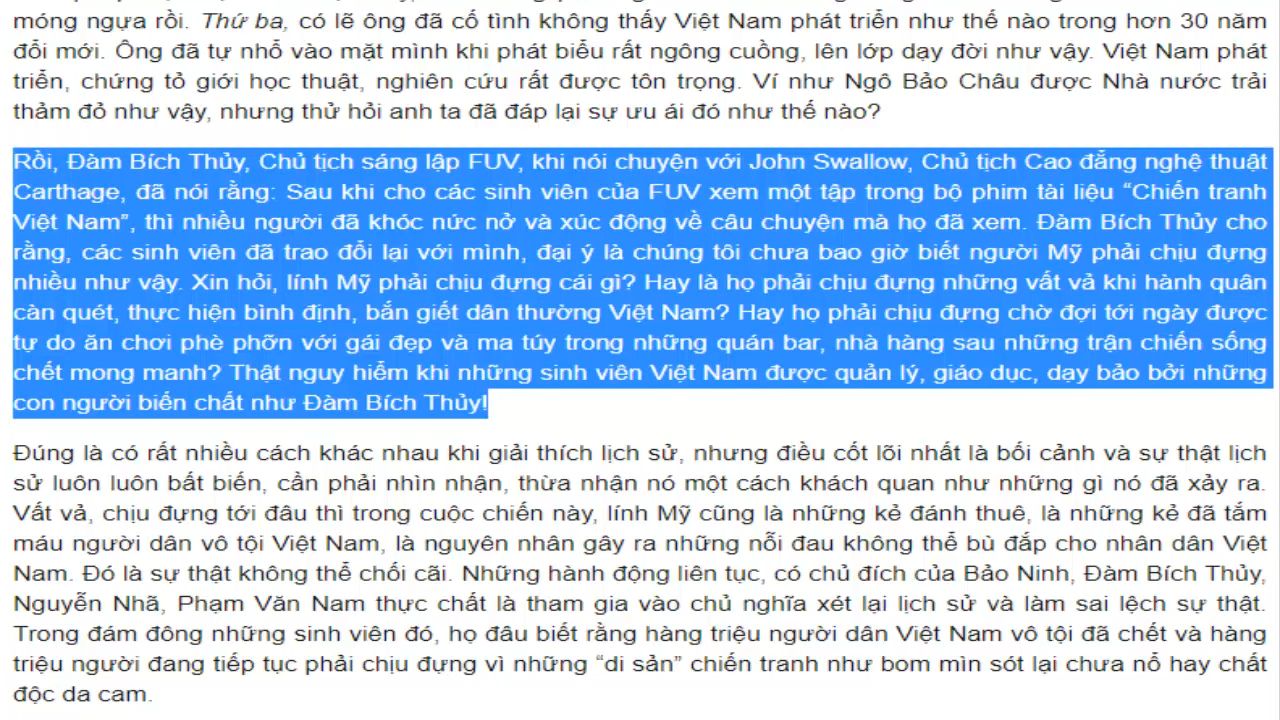 móng ngựa rồi. Thứ ba, có lẽ ông đã cố tình không thấy Việt Nam phát triển như thế nào trong hơn 30 năm
đổi mới. Ông đã tự nhổ vào mặt mình khi phát biểu rất ngông cuồng, lên lớp dạy đời như vậy. Việt Nam phát
triển, chứng tỏ giới học thuật, nghiên cứu rất được tôn trọng. Ví như Ngô Bảo Châu được Nhà nước trải
thảm đỏ như vậy, nhưng thử hỏi anh ta đã đáp lại sự ưu ái đó như thế nào?
Rồi, Đàm Bích Thủy, Chủ tịch sáng lập FUV, khi nói chuyện với John Swallow, Chủ tịch Cao đẳng nghệ thuật
Carthage, đã nói rằng: Sau khi cho các sinh viên của FUV xem một tập trong bộ phim tài liệu “Chiến tranh
Việt Nam”, thì nhiều người đã khóc nức nở và xúc động về câu chuyện mà họ đã xem. Đàm Bích Thủy cho
rằng, các sinh viên đã trao đổi lại với mình, đại ý là chúng tôi chưa bao giờ biết người Mỹ phải chịu đựng
nhiều như vậy. Xin hỏi, lính Mỹ phải chịu đựng cái gì? Hay là họ phải chịu đựng những vất vả khi hành quân
càn quét, thực hiện bình định, bắn giết dân thường Việt Nam? Hay họ phải chịu đựng chờ đợi tới ngày được
tự do ăn chơi phè phỡn với gái đẹp và ma túy trong những quán bar, nhà hàng sau những trận chiến sống
chết mong manh? Thật nguy hiểm khi những sinh viên Việt Nam được quản lý, giáo dục, dạy bảo bởi những
con người biến chất như Đàm Bích Thủy!
Đúng là có rất nhiều cách khác nhau khi giải thích lịch sử, nhưng điều cốt lõi nhất là bối cảnh và sự thật lịch
sử luôn luôn bất biến, cần phải nhìn nhận, thừa nhận nó một cách khách quan như những gì nó đã xảy ra.
Vất vả, chịu đựng tới đâu thì trong cuộc chiến này, lính Mỹ cũng là những kẻ đánh thuê, là những kẻ đã tắm
máu người dân vô tội Việt Nam, là nguyên nhân gây ra những nỗi đau không thể bù đắp cho nhân dân Việt
Nam. Đó là sự thật không thể chối cãi. Những hành động liên tục, có chủ đích của Bảo Ninh, Đàm Bích Thủy,
Nguyễn Nhã, Phạm Văn Nam thực chất là tham gia vào chủ nghĩa xét lại lịch sử và làm sai lệch sự thật.
Trong đám đông những sinh viên đó, họ đâu biết rằng hàng triệu người dân Việt Nam vô tội đã chết và hàng
triệu người đang tiếp tục phải chịu đựng vì những “di sản” chiến tranh như bom mìn sót lại chưa nổ hay chất
độc da cam.